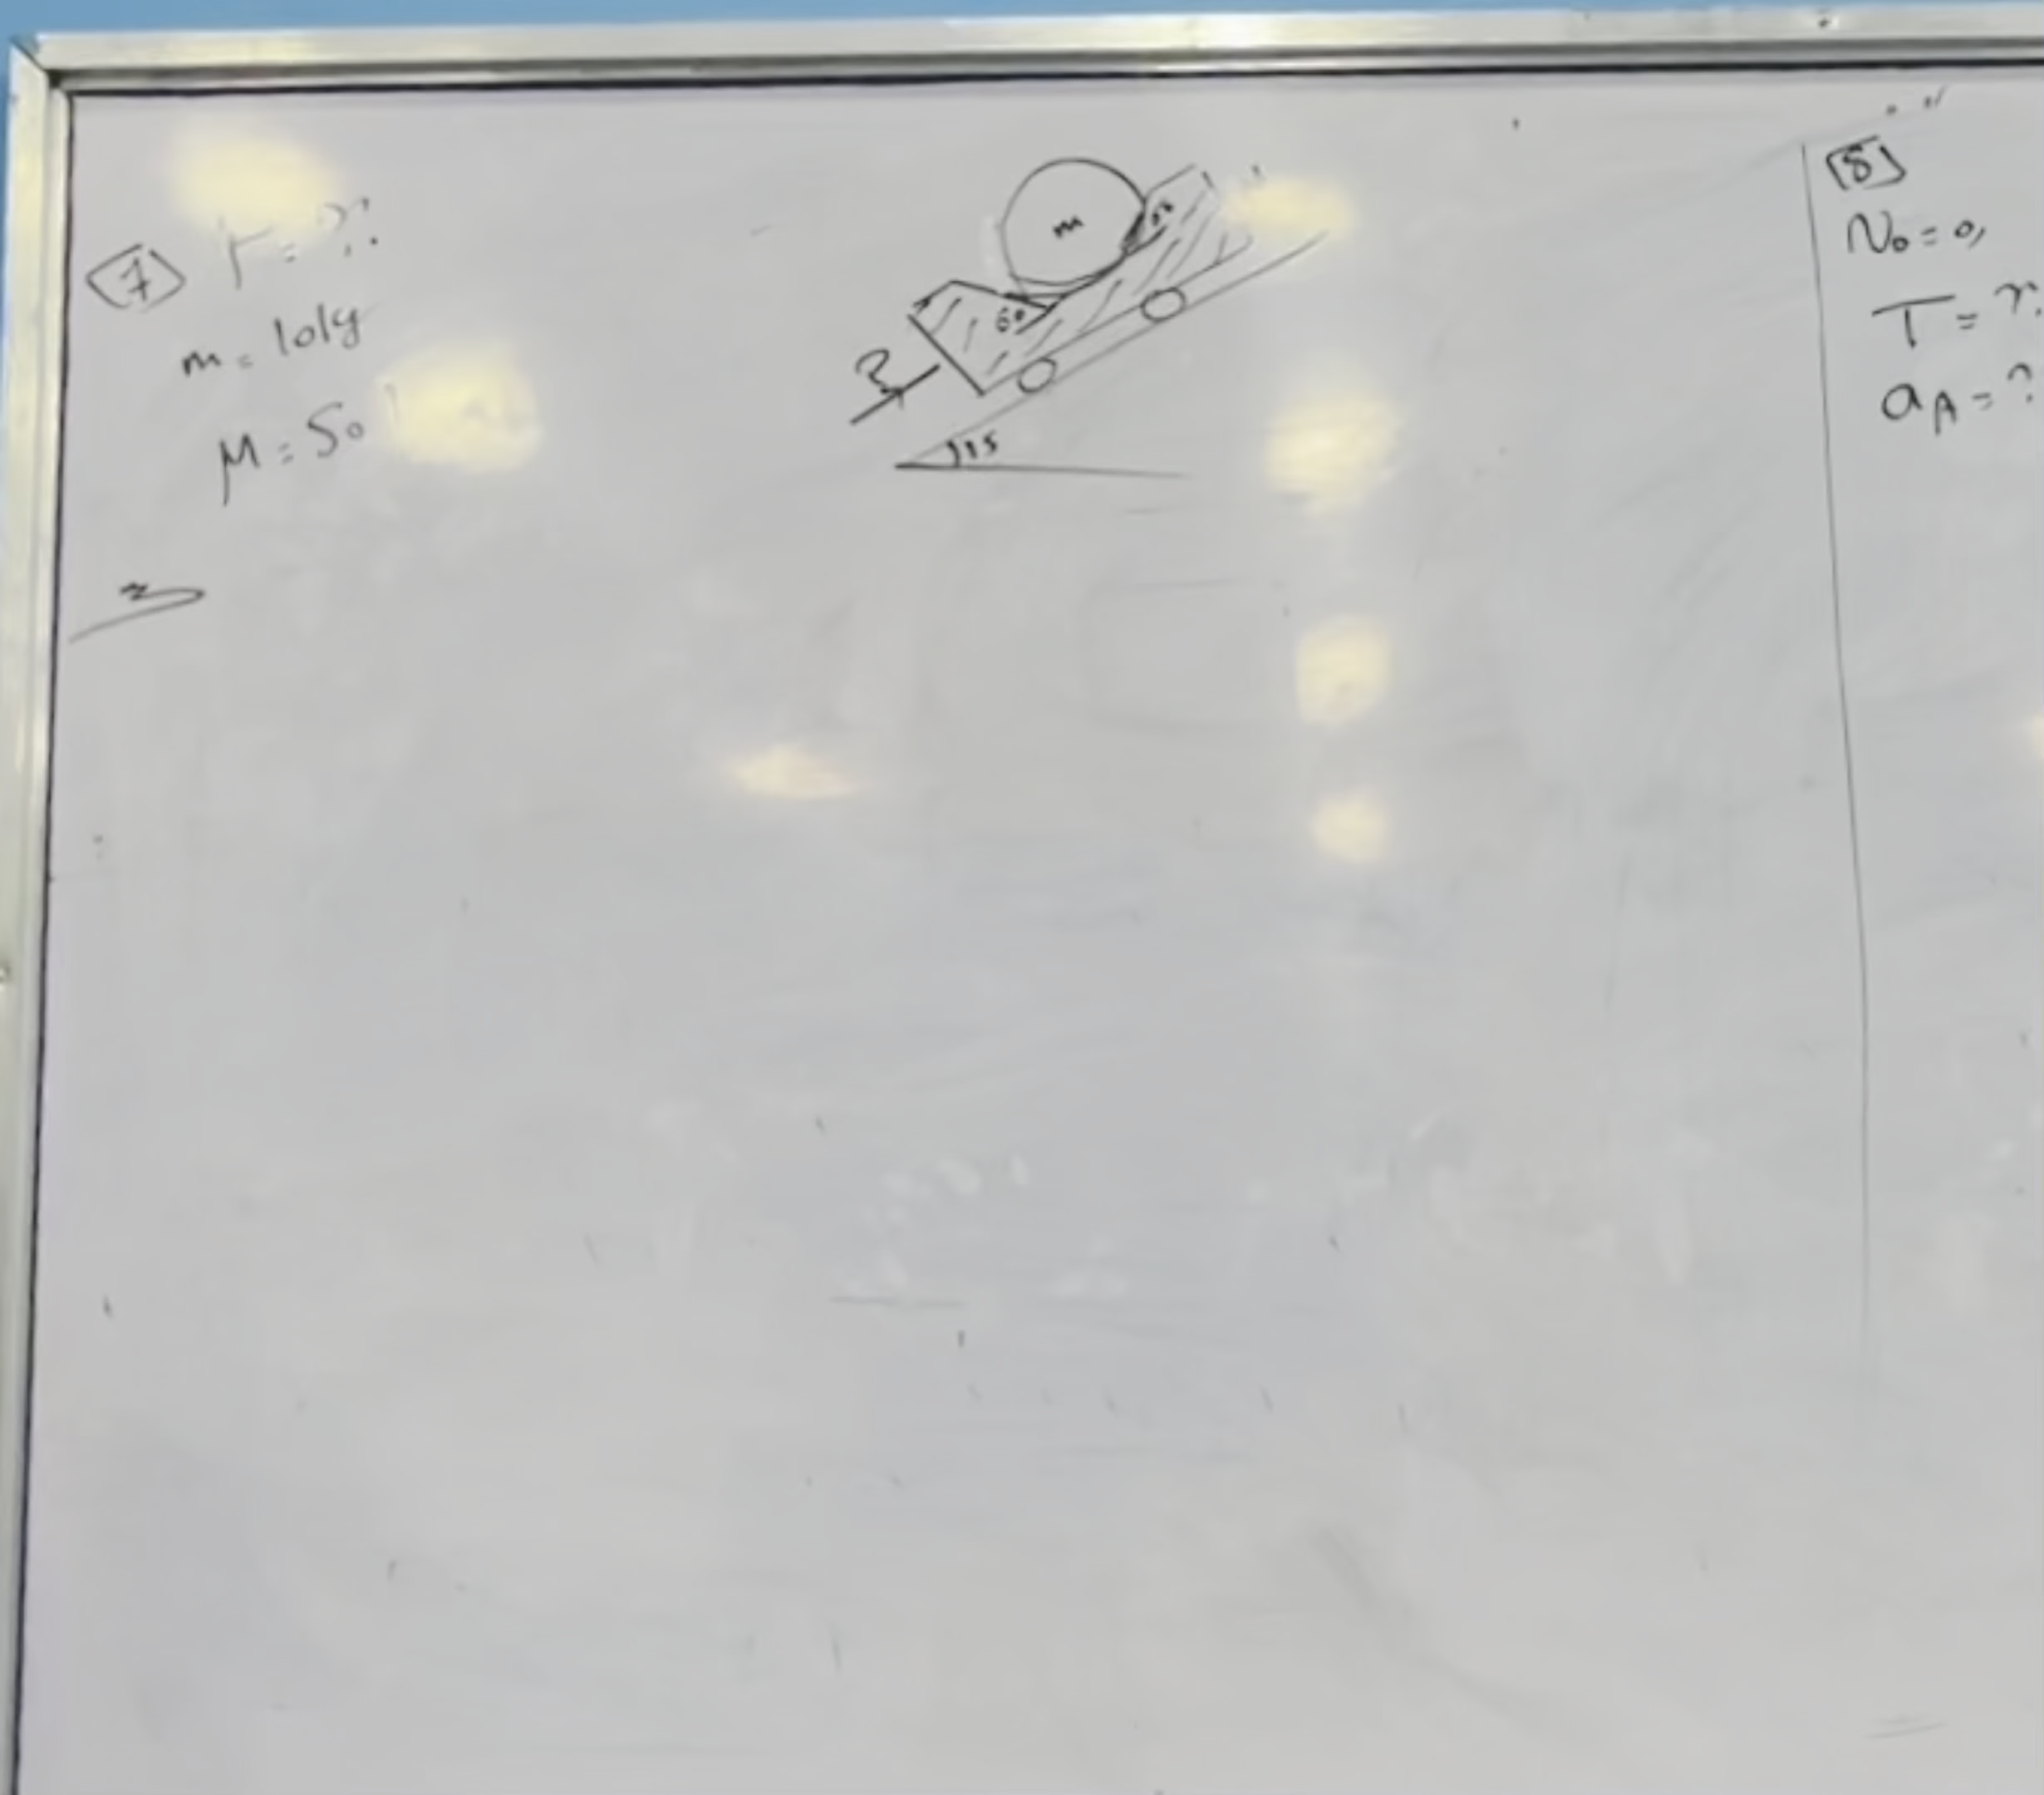 7
m = 10kg
M = 50
m
60
P
15
8
N₀ = 0,
T = ?
a_A = ?